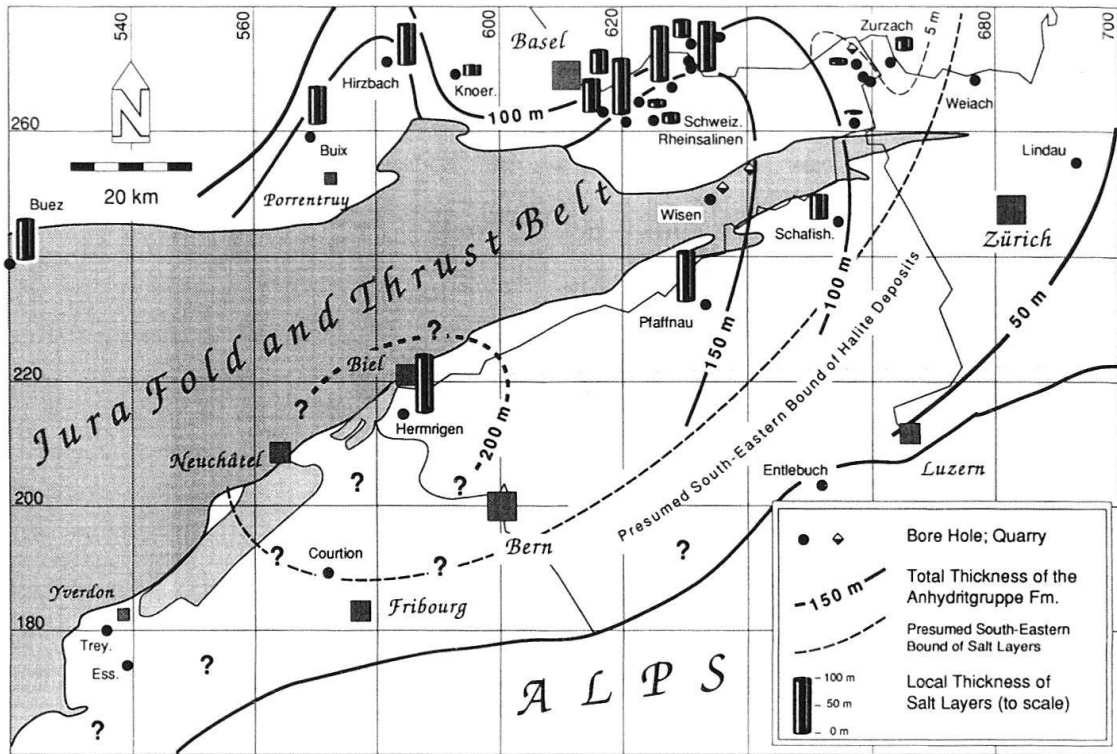 540
560
600
620
680
700
Basel
Zurzach
5 m
Hirzbach
Knoer.
Weiach
100 m
Schweiz.
Rheinsalinen
260
N
20 km
Buix
Porrentruy
Lindau
Buez
Wisen
Schafish.
Zürich
Jura Fold and Thrust Belt
Pfaffnau
150 m
100 m
50 m
Presumed South-Eastern Bound of Halite Deposits
?
220
Biel
?
Hermrigen
200 m
Neuchâtel
Luzern
?
?
Entlebuch
200
Bern
?
Courtion
?
?
Yverdon
Fribourg
180
Trey.
Ess.
?
?
ALPS
Bore Hole; Quarry
150 m
Total Thickness of the
Anhydritgruppe Fm.
Presumed South-Eastern
Bound of Salt Layers
100 m
50 m
0 m
Local Thickness of
Salt Layers (to scale)